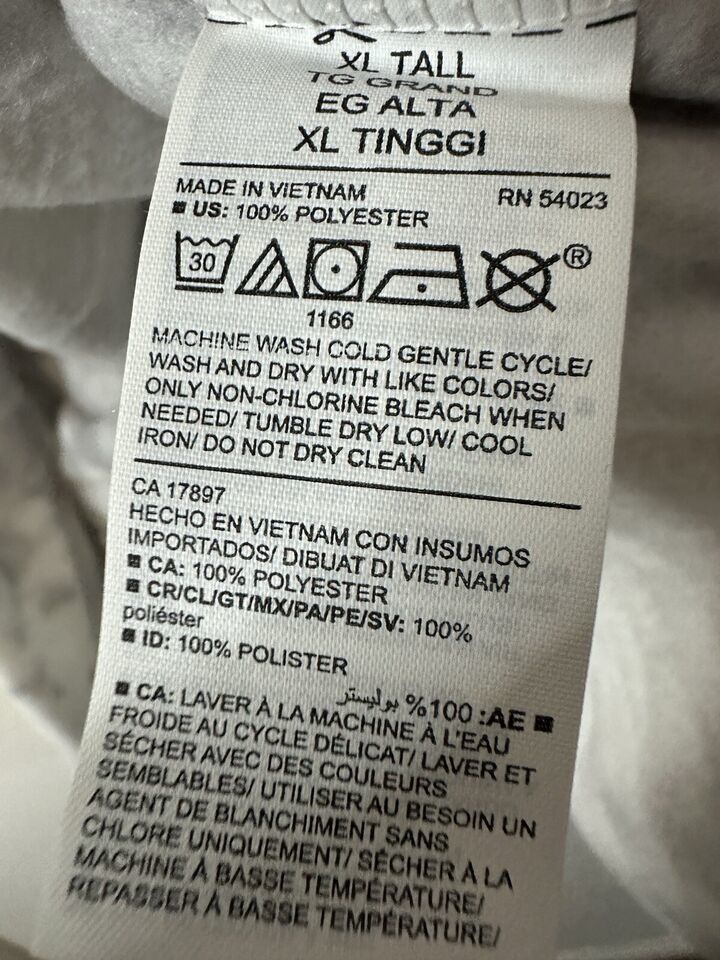 XL TALL
TG GRAND
EG ALTA
XL TINGGI
MADE IN VIETNAM RN 54023
US: 100% POLYESTER
30 ®
1166
MACHINE WASH COLD GENTLE CYCLE/
WASH AND DRY WITH LIKE COLORS/
ONLY NON-CHLORINE BLEACH WHEN
NEEDED/ TUMBLE DRY LOW/ COOL
IRON/ DO NOT DRY CLEAN
CA 17897
HECHO EN VIETNAM CON INSUMOS
IMPORTADOS/ DIBUAT DI VIETNAM
CA: 100% POLYESTER
CR/CL/GT/MX/PA/PE/SV: 100%
poliéster
ID: 100% POLISTER
AE: 100% بوليستر
CA: LAVER À LA MACHINE À L'EAU
FROIDE AU CYCLE DÉLICAT/ LAVER ET
SÉCHER AVEC DES COULEURS
SEMBLABLES/ UTILISER AU BESOIN UN
AGENT DE BLANCHIMENT SANS
CHLORE UNIQUEMENT/ SÉCHER À LA
MACHINE À BASSE TEMPÉRATURE/
REPASSER À BASSE TEMPÉRATURE/